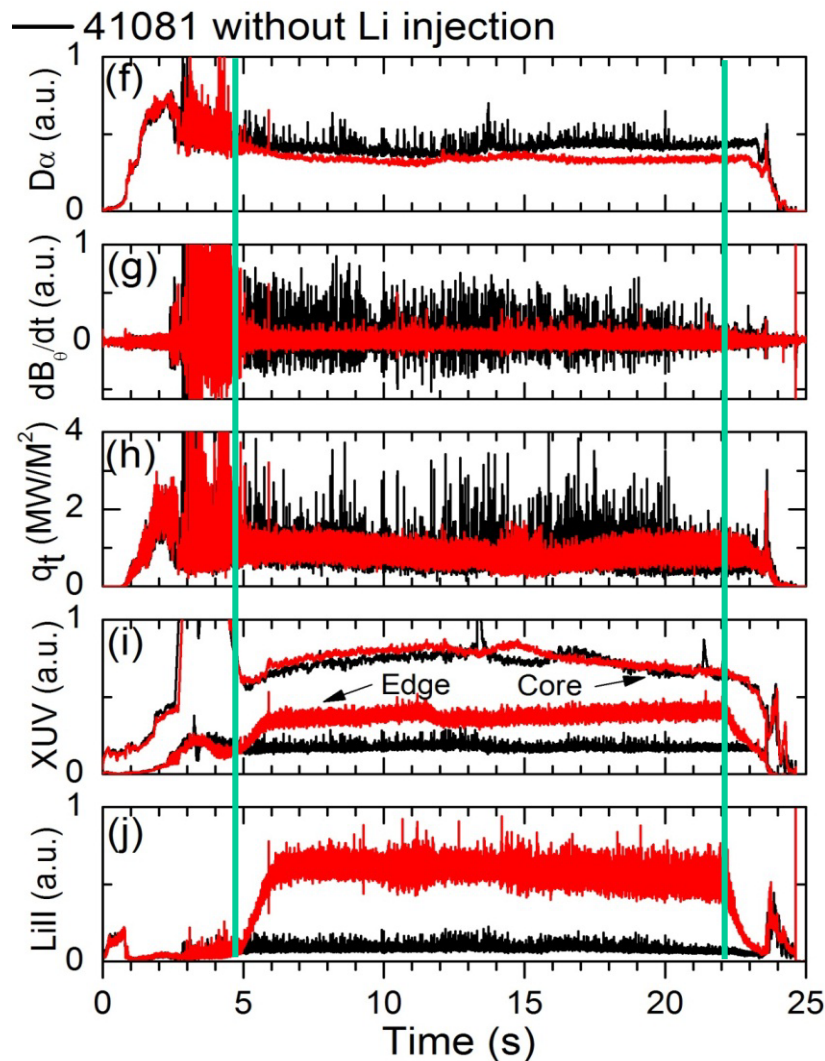 41081 without Li injection
(f)
Dα (a.u.)
1
0
(g)
dBθ/dt (a.u.)
1
0
(h)
qt (MW/M²)
4
2
0
(i)
XUV (a.u.)
1
0
Edge
Core
(j)
LiII (a.u.)
1
0
0 5 10 15 20 25
Time (s)